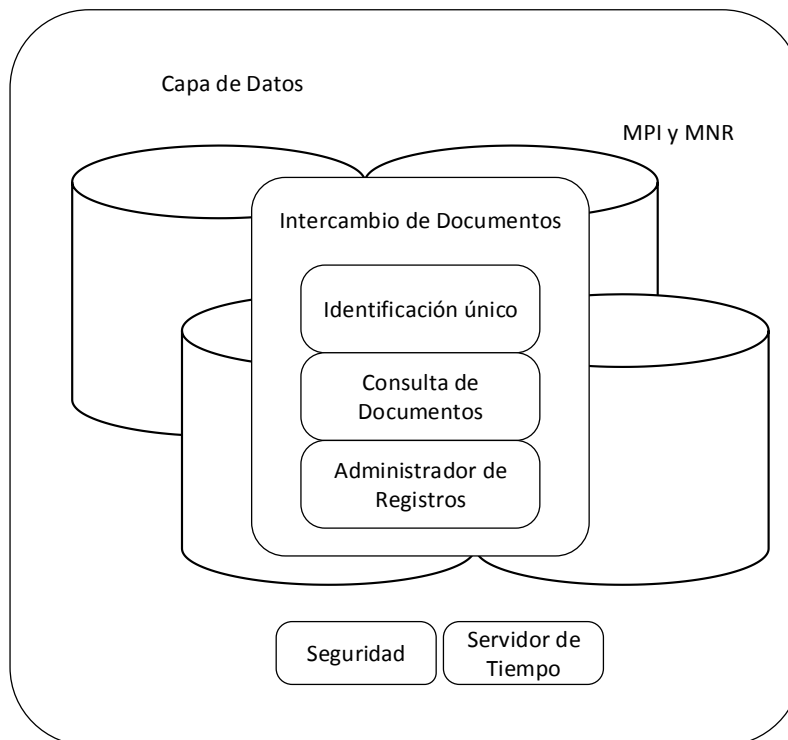 Capa de Datos
MPI y MNR
Intercambio de Documentos
Identificación único
Consulta de
Documentos
Administrador de
Registros
Seguridad
Servidor de
Tiempo